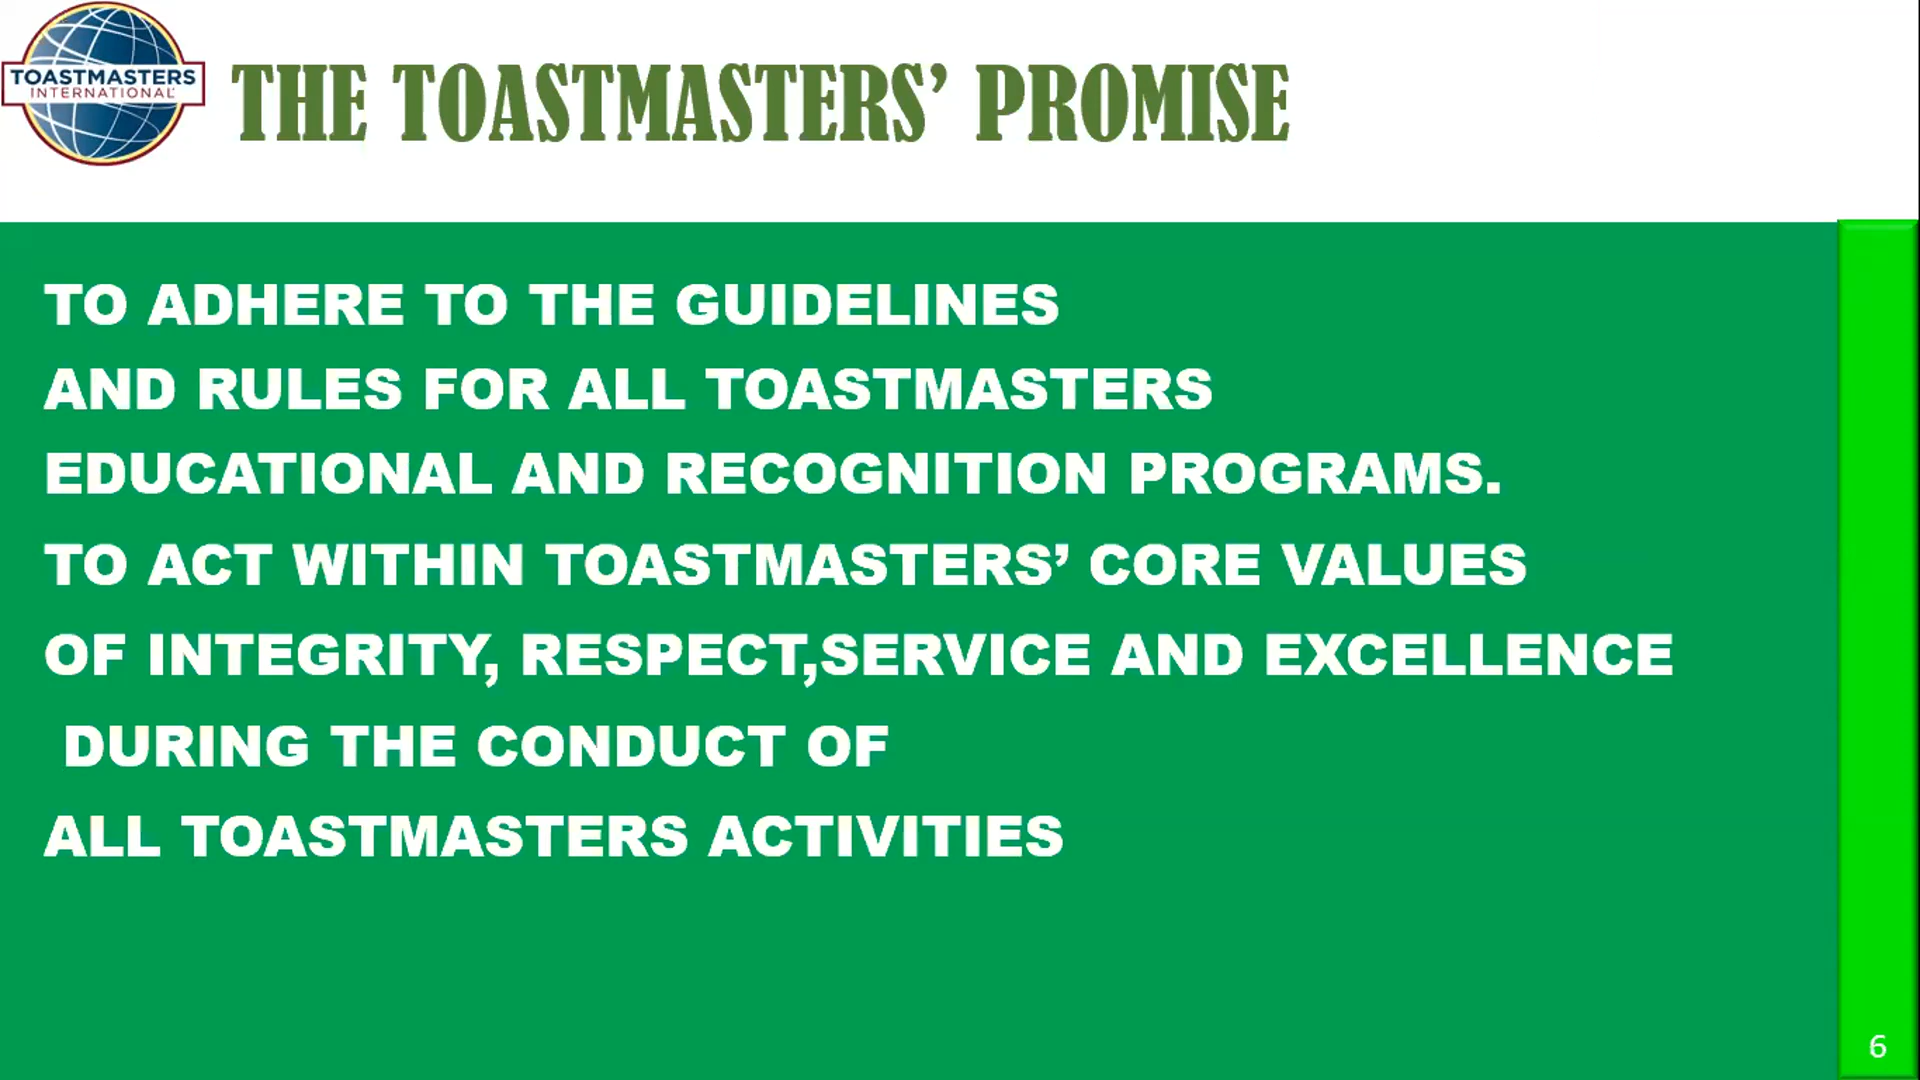 TOASTMASTERS
INTERNATIONAL
THE TOASTMASTERS’ PROMISE
TO ADHERE TO THE GUIDELINES
AND RULES FOR ALL TOASTMASTERS
EDUCATIONAL AND RECOGNITION PROGRAMS.
TO ACT WITHIN TOASTMASTERS’ CORE VALUES
OF INTEGRITY, RESPECT,SERVICE AND EXCELLENCE
DURING THE CONDUCT OF
ALL TOASTMASTERS ACTIVITIES
6